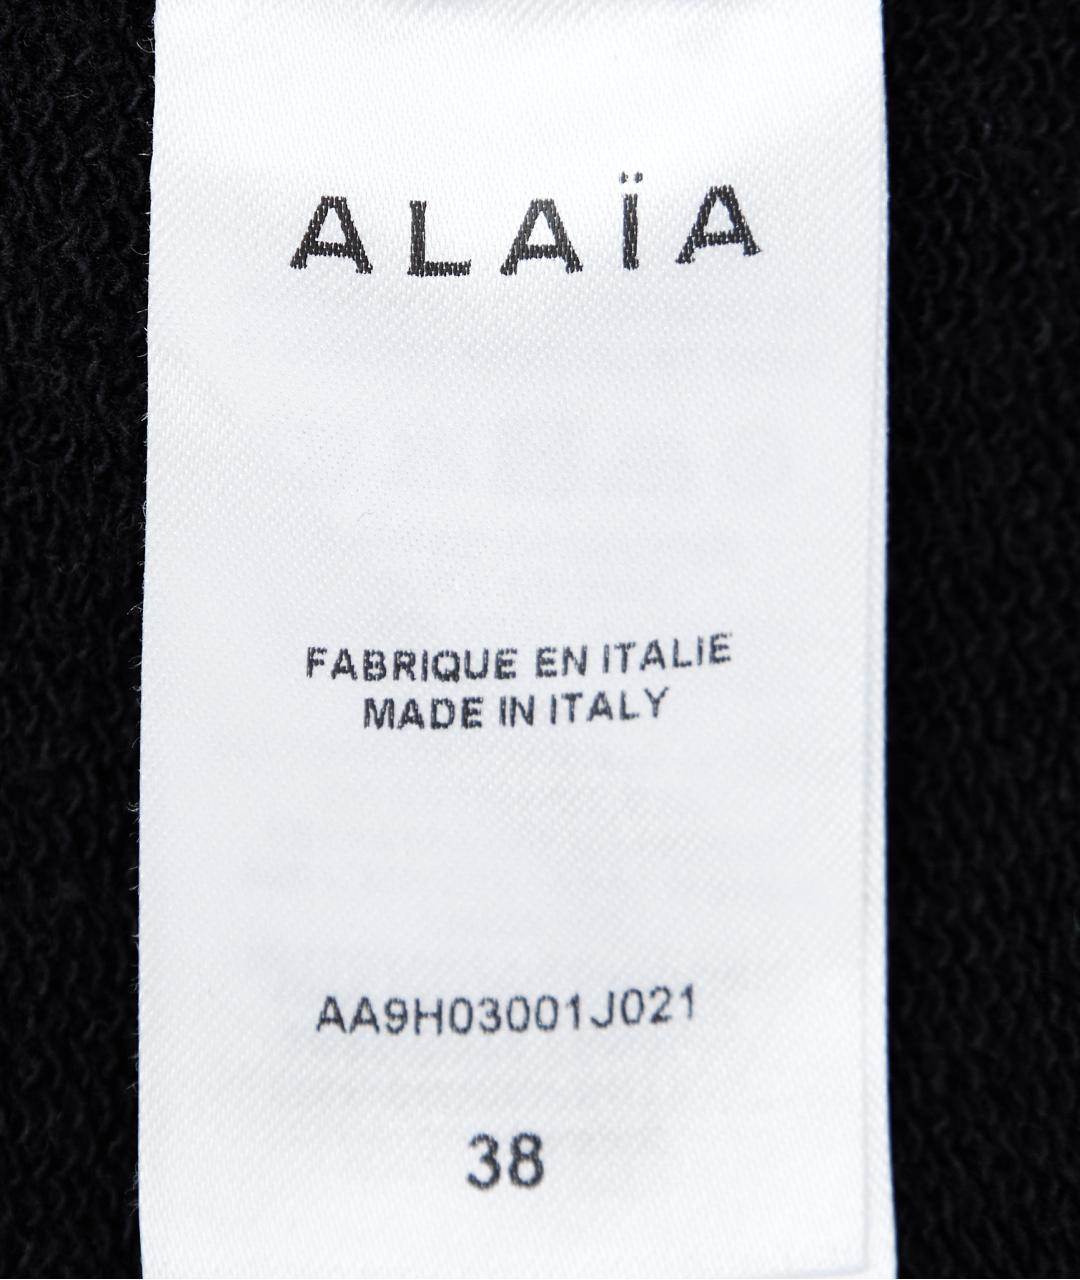 ALAÏA
FABRIQUE EN ITALIE
MADE IN ITALY
AA9H03001J021
38